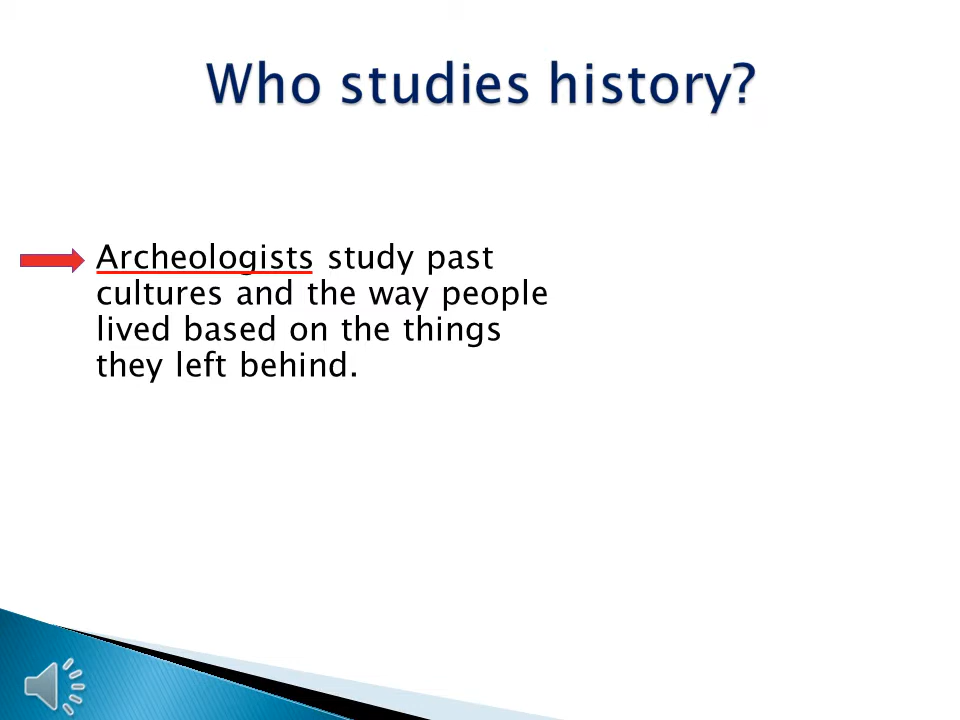 Who studies history?
Archeologists study past
cultures and the way people
lived based on the things
they left behind.